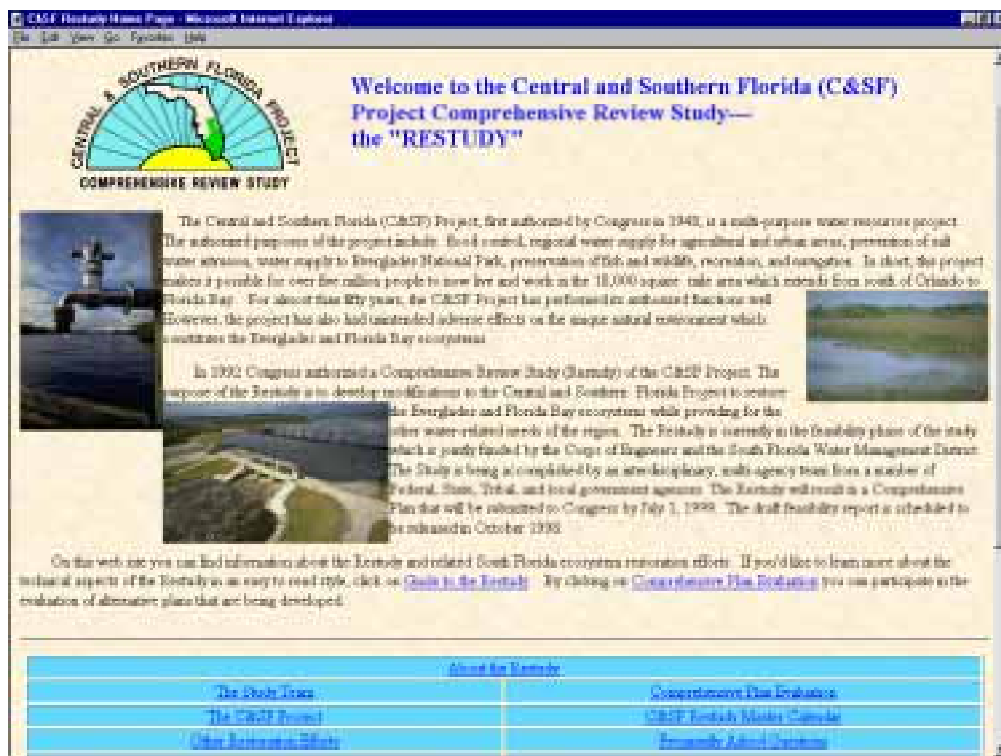 C&SF Restudy Home Page - Microsoft Internet Explorer
File Edit View Go Favorites Help
CENTRAL & SOUTHERN FLORIDA PROJECT
COMPREHENSIVE REVIEW STUDY
Welcome to the Central and Southern Florida (C&SF)
Project Comprehensive Review Study---
the "RESTUDY"
The Central and Southern Florida (C&SF) Project, first authorized by Congress in 1948, is a multi-purpose water resources project.
The authorized purposes of the project include: flood control, regional water supply for agricultural and urban areas, prevention of salt
water intrusion, water supply to Everglades National Park, preservation of fish and wildlife, recreation, and navigation. In short, the project
makes it possible for over five million people to now live and work in the 18,000 square mile area which extends from south of Orlando to
Florida Bay. For almost than fifty years, the C&SF Project has performed its authorized functions well.
However, the project has also had unintended adverse effects on the unique natural environment which
constitutes the Everglades and Florida Bay ecosystems.
In 1992 Congress authorized a Comprehensive Review Study (Restudy) of the C&SF Project. The
purpose of the Restudy is to develop modifications to the Central and Southern Florida Project to restore
the Everglades and Florida Bay ecosystems while providing for the
other water-related needs of the region. The Restudy is currently in the feasibility phase of the study
which is jointly funded by the Corps of Engineers and the South Florida Water Management District.
The Study is being accomplished by an interdisciplinary, multi-agency team from a number of
Federal, State, Tribal, and local government agencies. The Restudy will result in a Comprehensive
Plan that will be submitted to Congress by July 1, 1999. The draft feasibility report is scheduled to
be released in October 1998.
On this web site you can find information about the Restudy and related South Florida ecosystem restoration efforts. If you'd like to learn more about the
technical aspects of the Restudy in an easy to read style, click on Guide to the Restudy. By clicking on Comprehensive Plan Evaluation you can participate in the
evaluation of alternative plans that are being developed.
About the Restudy
The Study Team
Comprehensive Plan Evaluation
The C&SF Project
C&SF Restudy Master Calendar
Other Restoration Efforts
Frequently Asked Questions